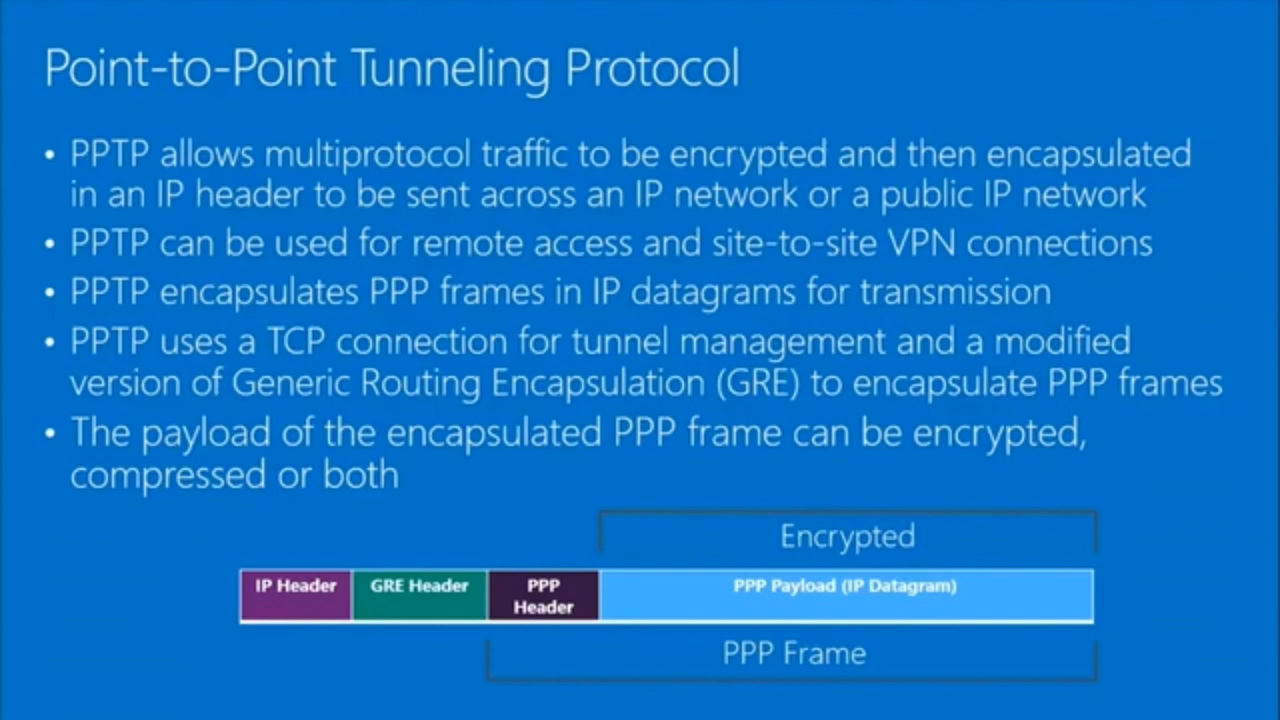 Point-to-Point Tunneling Protocol
• PPTP allows multiprotocol traffic to be encrypted and then encapsulated
in an IP header to be sent across an IP network or a public IP network
• PPTP can be used for remote access and site-to-site VPN connections
• PPTP encapsulates PPP frames in IP datagrams for transmission
• PPTP uses a TCP connection for tunnel management and a modified
version of Generic Routing Encapsulation (GRE) to encapsulate PPP frames
• The payload of the encapsulated PPP frame can be encrypted,
compressed or both
Encrypted
IP Header
GRE Header
PPP
Header
PPP Payload (IP Datagram)
PPP Frame